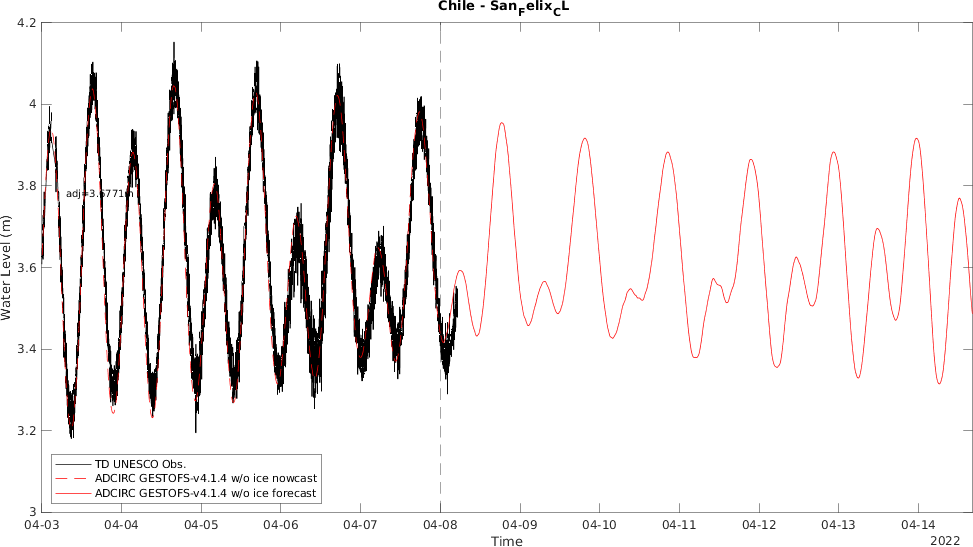 Chile - San_Felix_CL
4.2
4
3.8
3.6
3.4
3.2
3
Water Level (m)
adj=3.6771m
TD UNESCO Obs.
ADCIRC GESTOFS-v4.1.4 w/o ice nowcast
ADCIRC GESTOFS-v4.1.4 w/o ice forecast
04-03 04-04 04-05 04-06 04-07 04-08 04-09 04-10 04-11 04-12 04-13 04-14
Time
2022